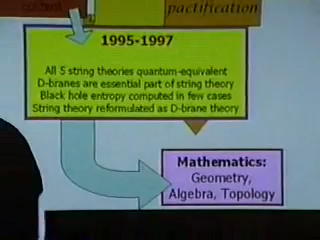 pactification
1995-1997
All 5 string theories quantum-equivalent
D-branes are essential part of string theory
Black hole entropy computed in few cases
String theory reformulated as D-brane theory
Mathematics:
Geometry,
Algebra, Topology